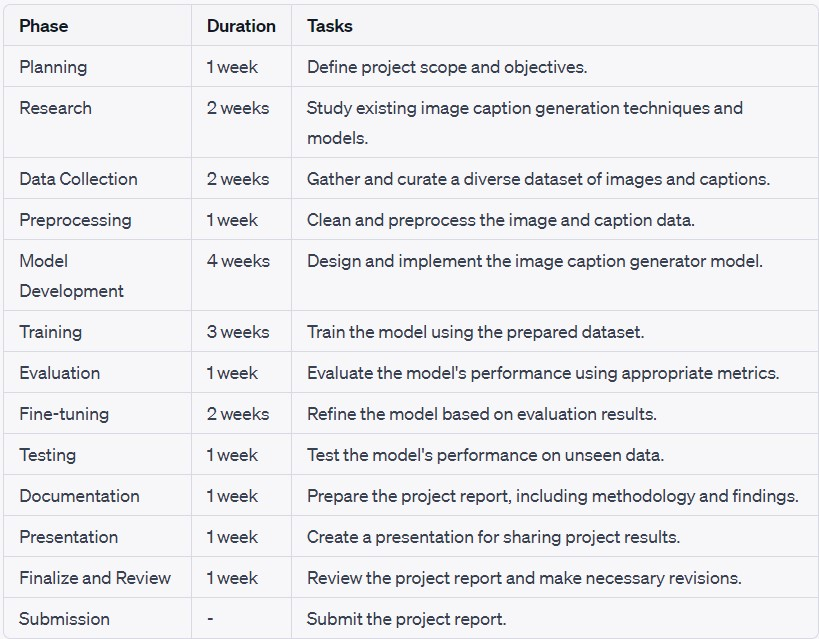 Phase Duration Tasks
Planning 1 week Define project scope and objectives.
Research 2 weeks Study existing image caption generation techniques and
models.
Data Collection 2 weeks Gather and curate a diverse dataset of images and captions.
Preprocessing 1 week Clean and preprocess the image and caption data.
Model 4 weeks Design and implement the image caption generator model.
Development
Training 3 weeks Train the model using the prepared dataset.
Evaluation 1 week Evaluate the model's performance using appropriate metrics.
Fine-tuning 2 weeks Refine the model based on evaluation results.
Testing 1 week Test the model's performance on unseen data.
Documentation 1 week Prepare the project report, including methodology and findings.
Presentation 1 week Create a presentation for sharing project results.
Finalize and Review 1 week Review the project report and make necessary revisions.
Submission - Submit the project report.